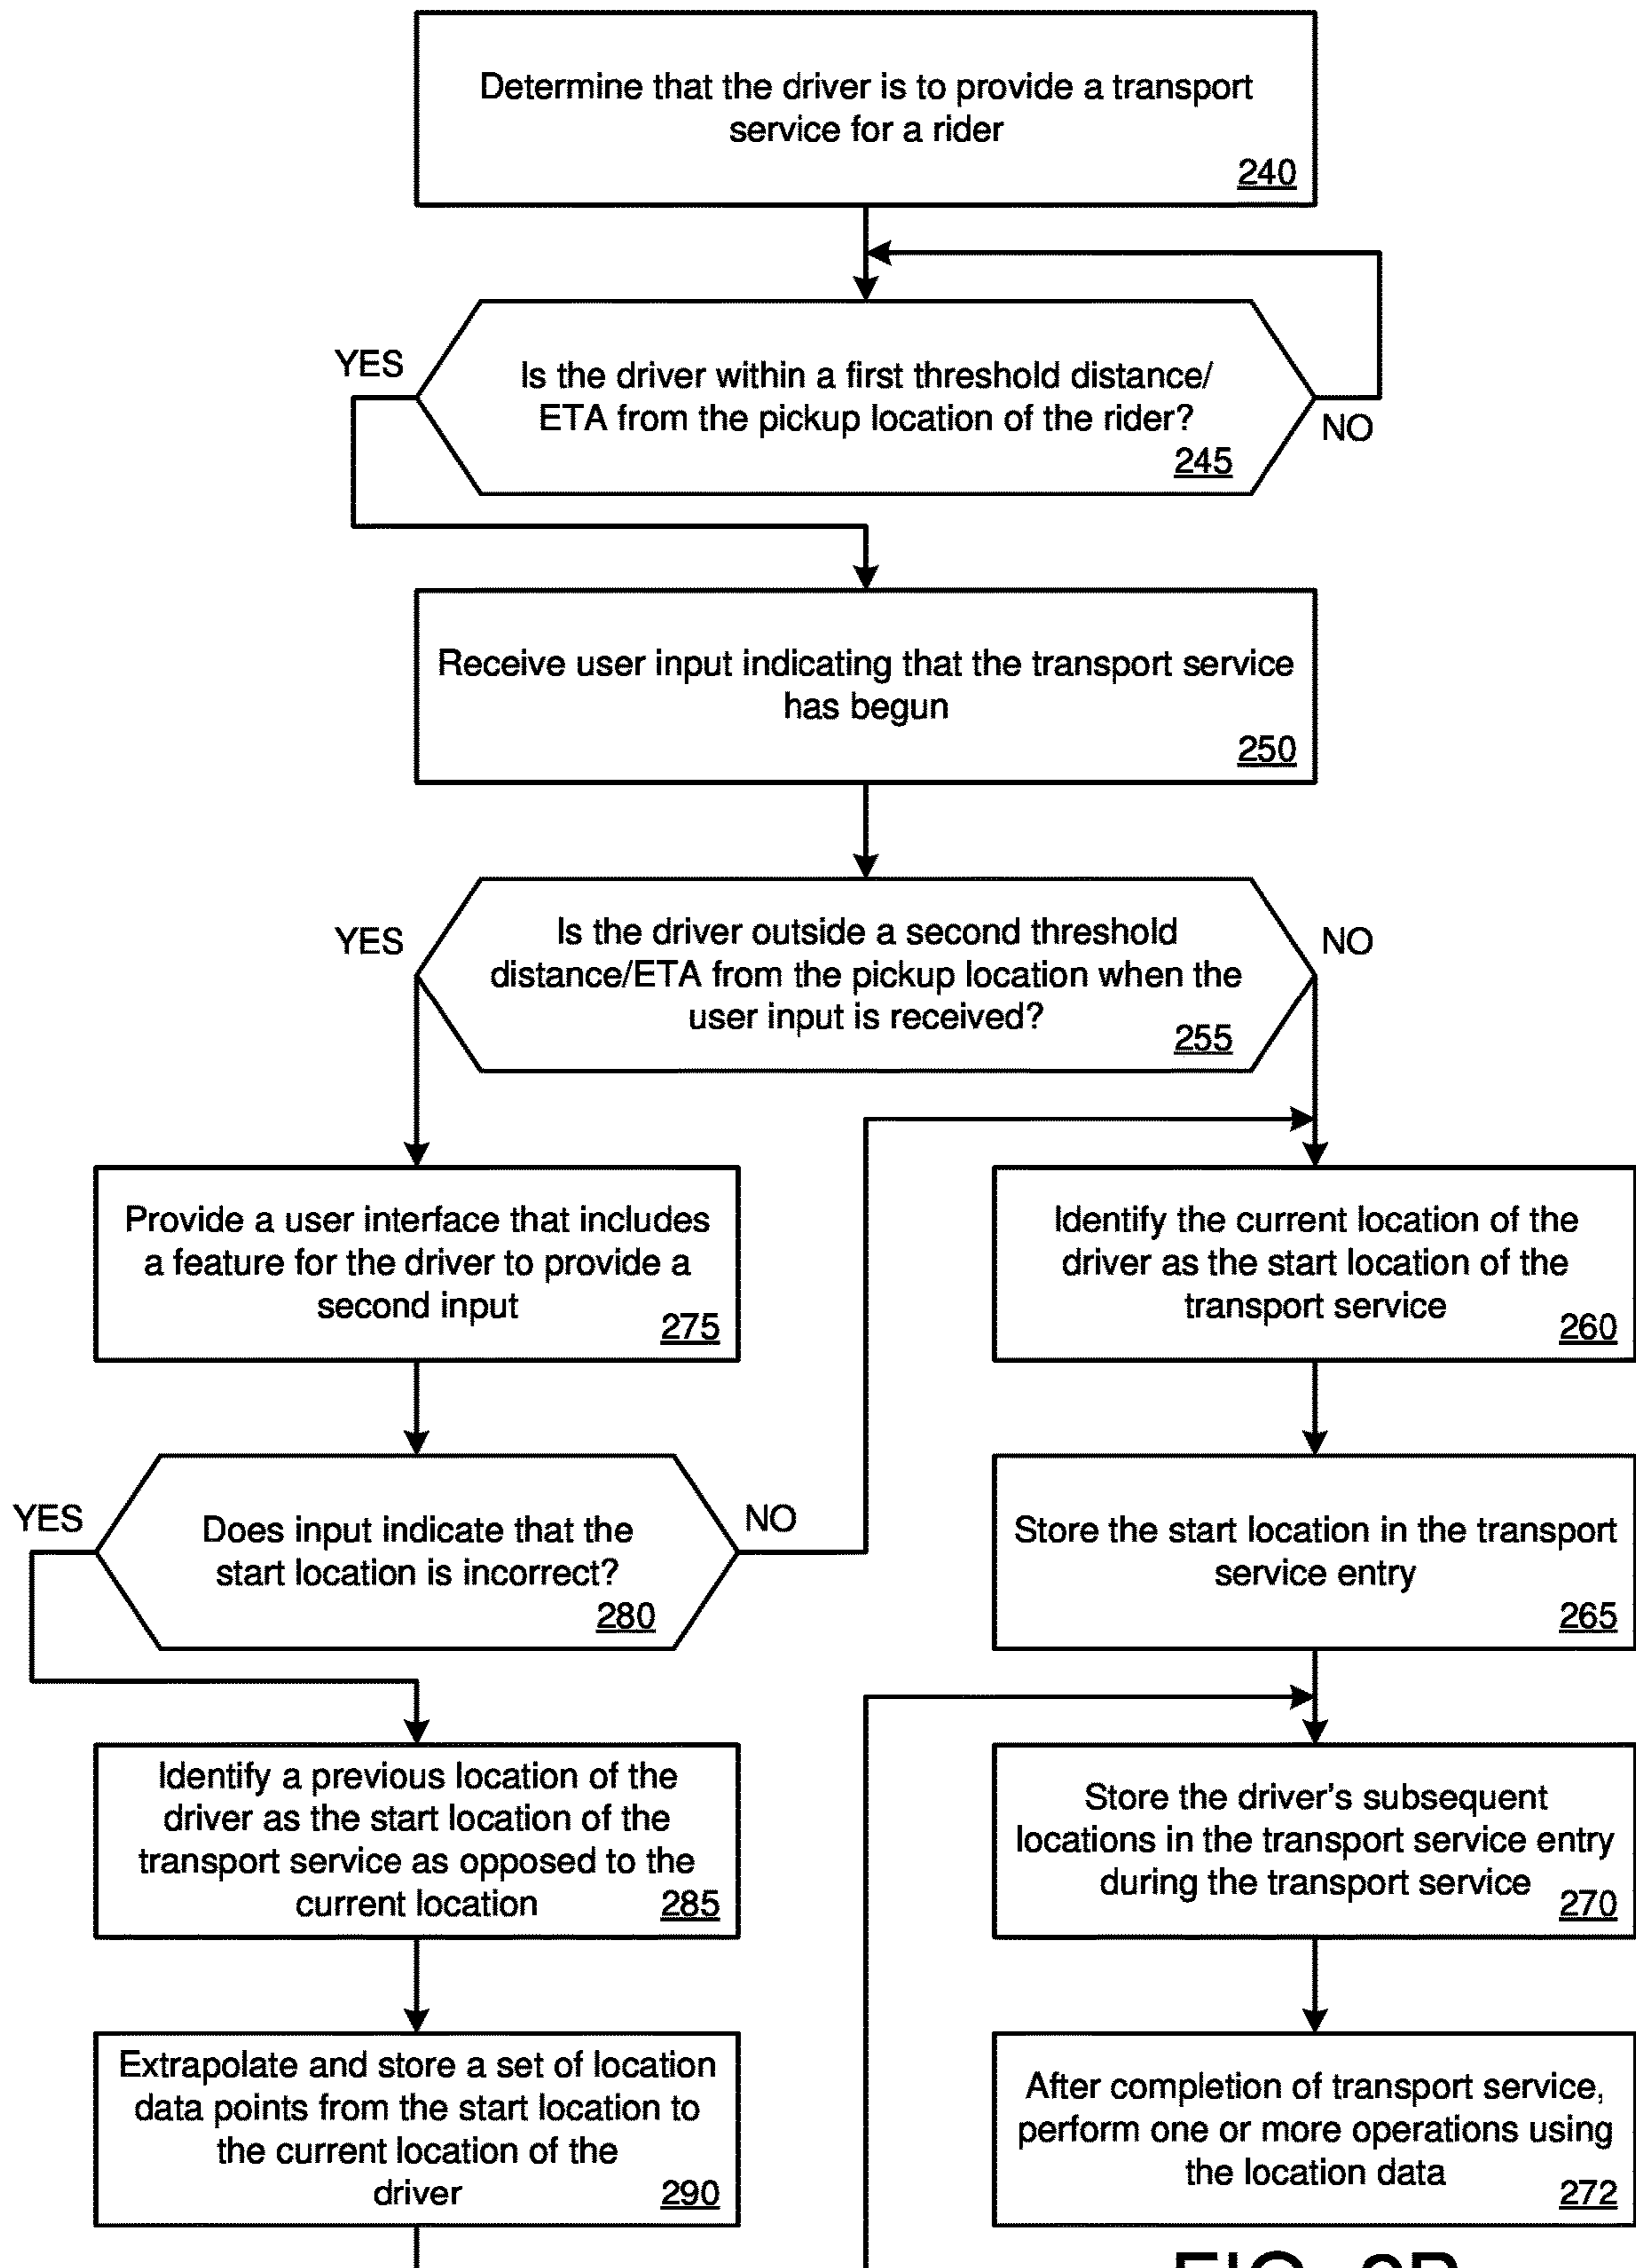 Determine that the driver is to provide a transport
service for a rider
240
YES
Is the driver within a first threshold distance/
ETA from the pickup location of the rider?
245
NO
Receive user input indicating that the transport service
has begun
250
YES
Is the driver outside a second threshold
distance/ETA from the pickup location when the
user input is received?
255
NO
Provide a user interface that includes
a feature for the driver to provide a
second input
275
Identify the current location of the
driver as the start location of the
transport service
260
YES
Does input indicate that the
start location is incorrect?
280
NO
Store the start location in the transport
service entry
265
Identify a previous location of the
driver as the start location of the
transport service as opposed to the
current location
285
Store the driver's subsequent
locations in the transport service entry
during the transport service
270
Extrapolate and store a set of location
data points from the start location to
the current location of the
driver
290
After completion of transport service,
perform one or more operations using
the location data
272